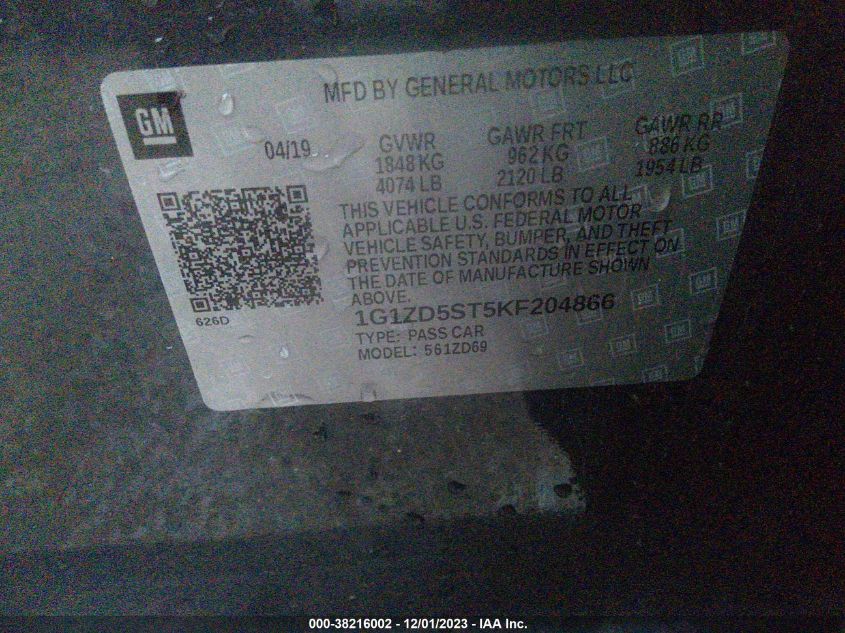 MFD BY GENERAL MOTORS LLC
GM
04/19
GVWR GAWR FRT GAWR RR
1848 KG 962 KG 886 KG
4074 LB 2120 LB 1954 LB
THIS VEHICLE CONFORMS TO ALL
APPLICABLE U.S. FEDERAL MOTOR
VEHICLE SAFETY, BUMPER, AND THEFT
PREVENTION STANDARDS IN EFFECT ON
THE DATE OF MANUFACTURE SHOWN
ABOVE.
626D
1G1ZD5ST5KF204866
TYPE: PASS CAR
MODEL: 561ZD69
000-38216002 - 12/01/2023 - IAA Inc.